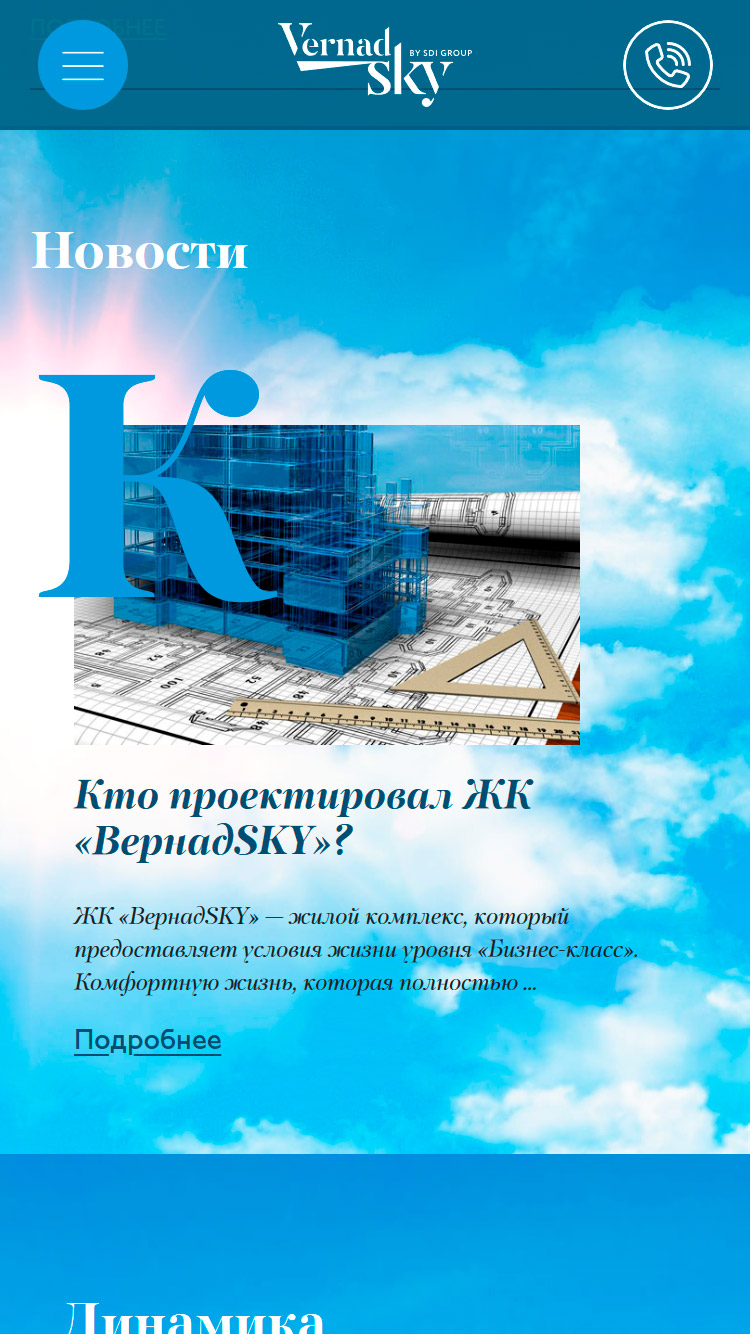 ПОДРОБНЕЕ
Vernad
sky
BY SDI GROUP
Новости
К
Кто проектировал ЖК
«ВернадSKY»?
ЖК «ВернадSKY» — жилой комплекс, который
предоставляет условия жизни уровня «Бизнес-класс».
Комфортную жизнь, которая полностью ...
Подробнее
Динамика